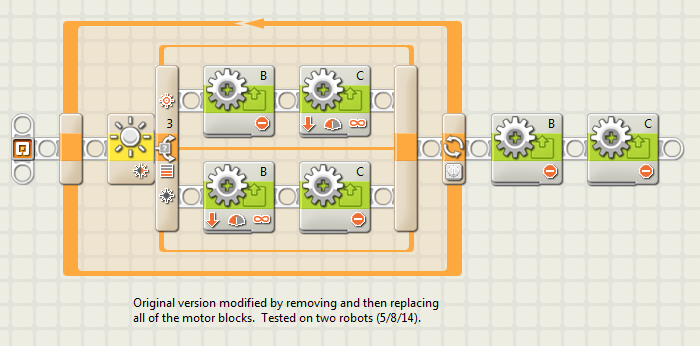 B C
3
B C
B C
Original version modified by removing and then replacing
all of the motor blocks. Tested on two robots (5/8/14).